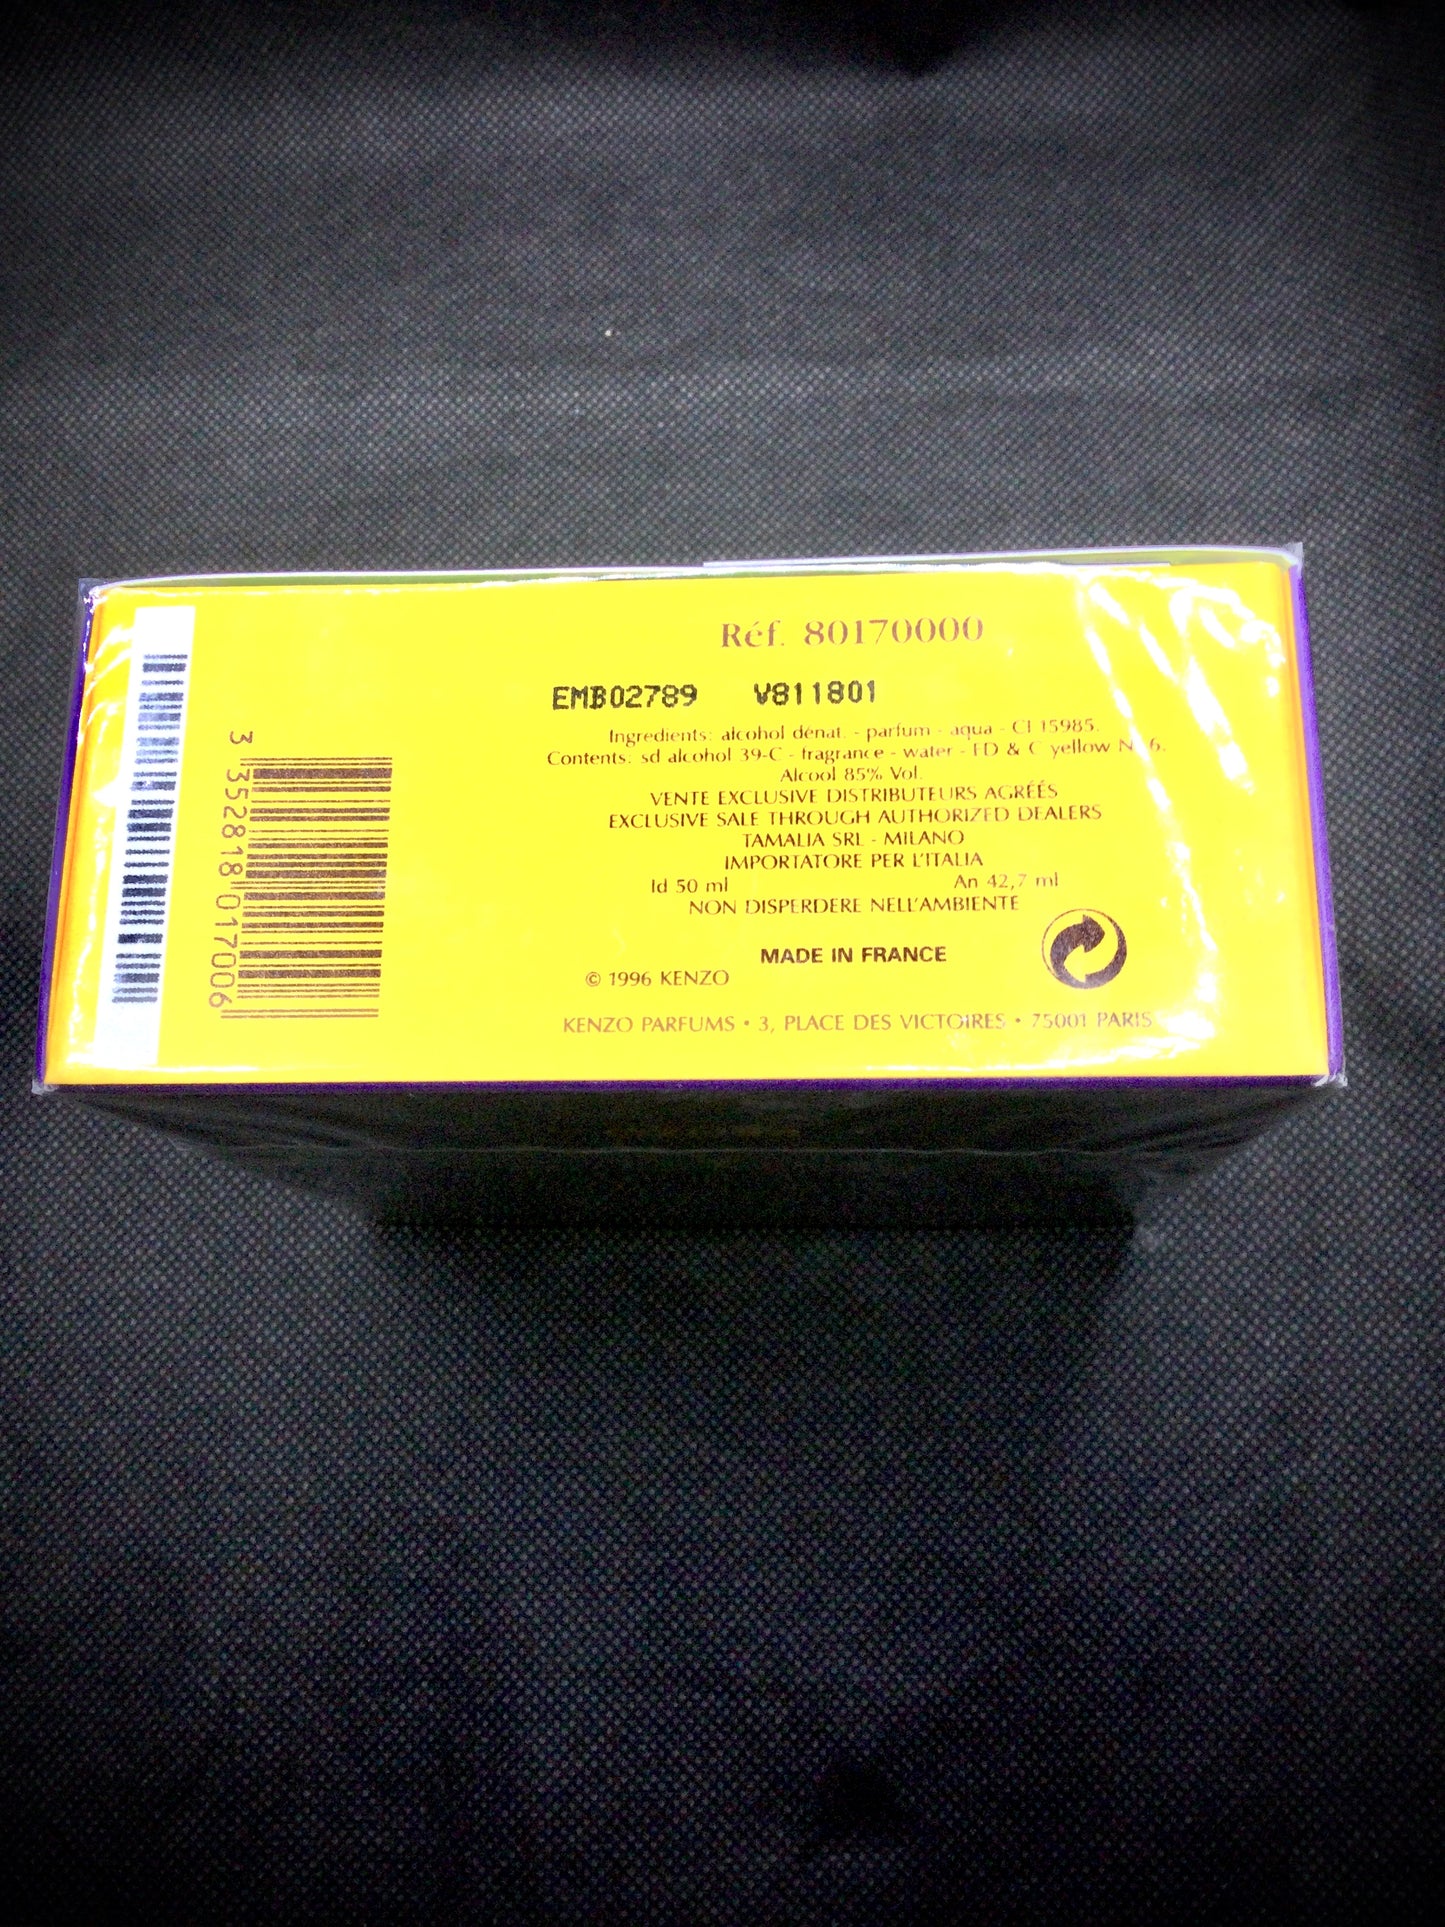 Réf. 80170000
EMB02789 V811801
Ingredients: alcohol dénat. - parfum - aqua - CI 15985.
Contents: sd alcohol 39-C - fragrance - water - FD & C yellow N 6.
Alcool 85% Vol.
VENTE EXCLUSIVE DISTRIBUTEURS AGRÉÉS
EXCLUSIVE SALE THROUGH AUTHORIZED DEALERS
TAMALIA SRL - MILANO
IMPORTATORE PER L'ITALIA
Id 50 ml An 42,7 ml
NON DISPERDERE NELL'AMBIENTE
MADE IN FRANCE
© 1996 KENZO
KENZO PARFUMS • 3, PLACE DES VICTOIRES • 75001 PARIS
3 352818 017006